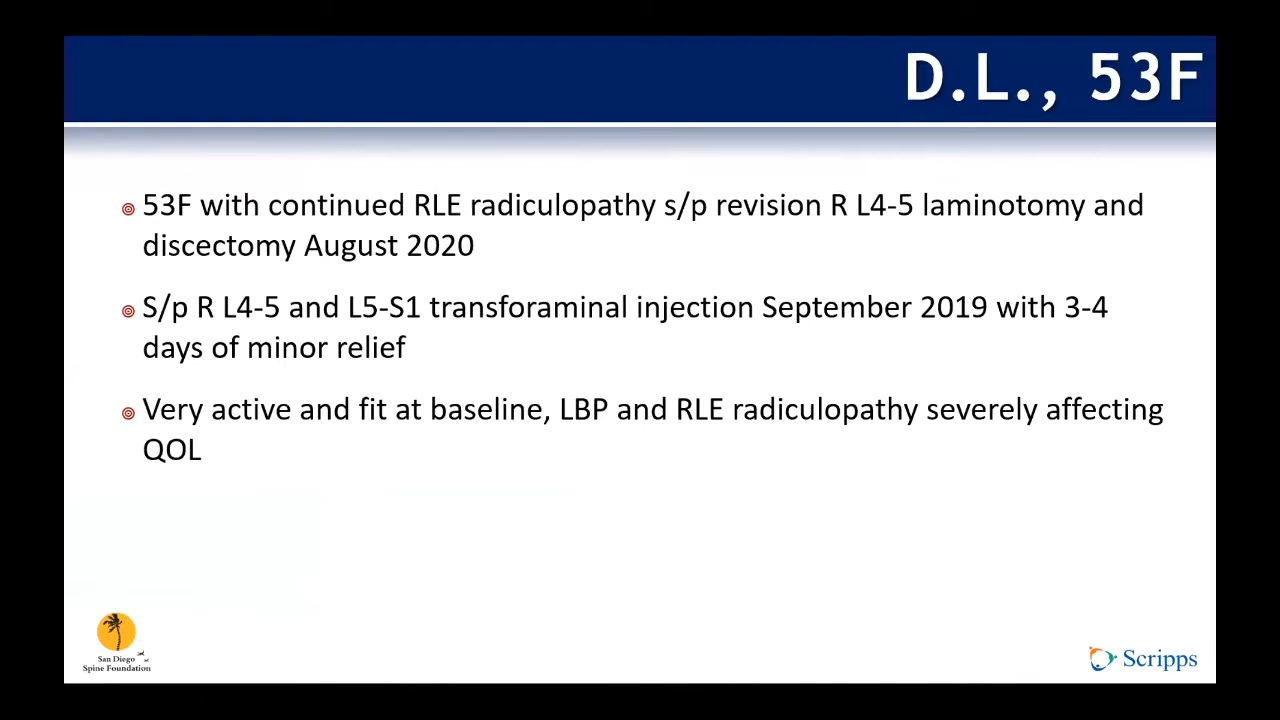 D.L., 53F
53F with continued RLE radiculopathy s/p revision R L4-5 laminotomy and
discectomy August 2020
S/p R L4-5 and L5-S1 transforaminal injection September 2019 with 3-4
days of minor relief
Very active and fit at baseline, LBP and RLE radiculopathy severely affecting
QOL
San Diego
Spine Foundation
Scripps